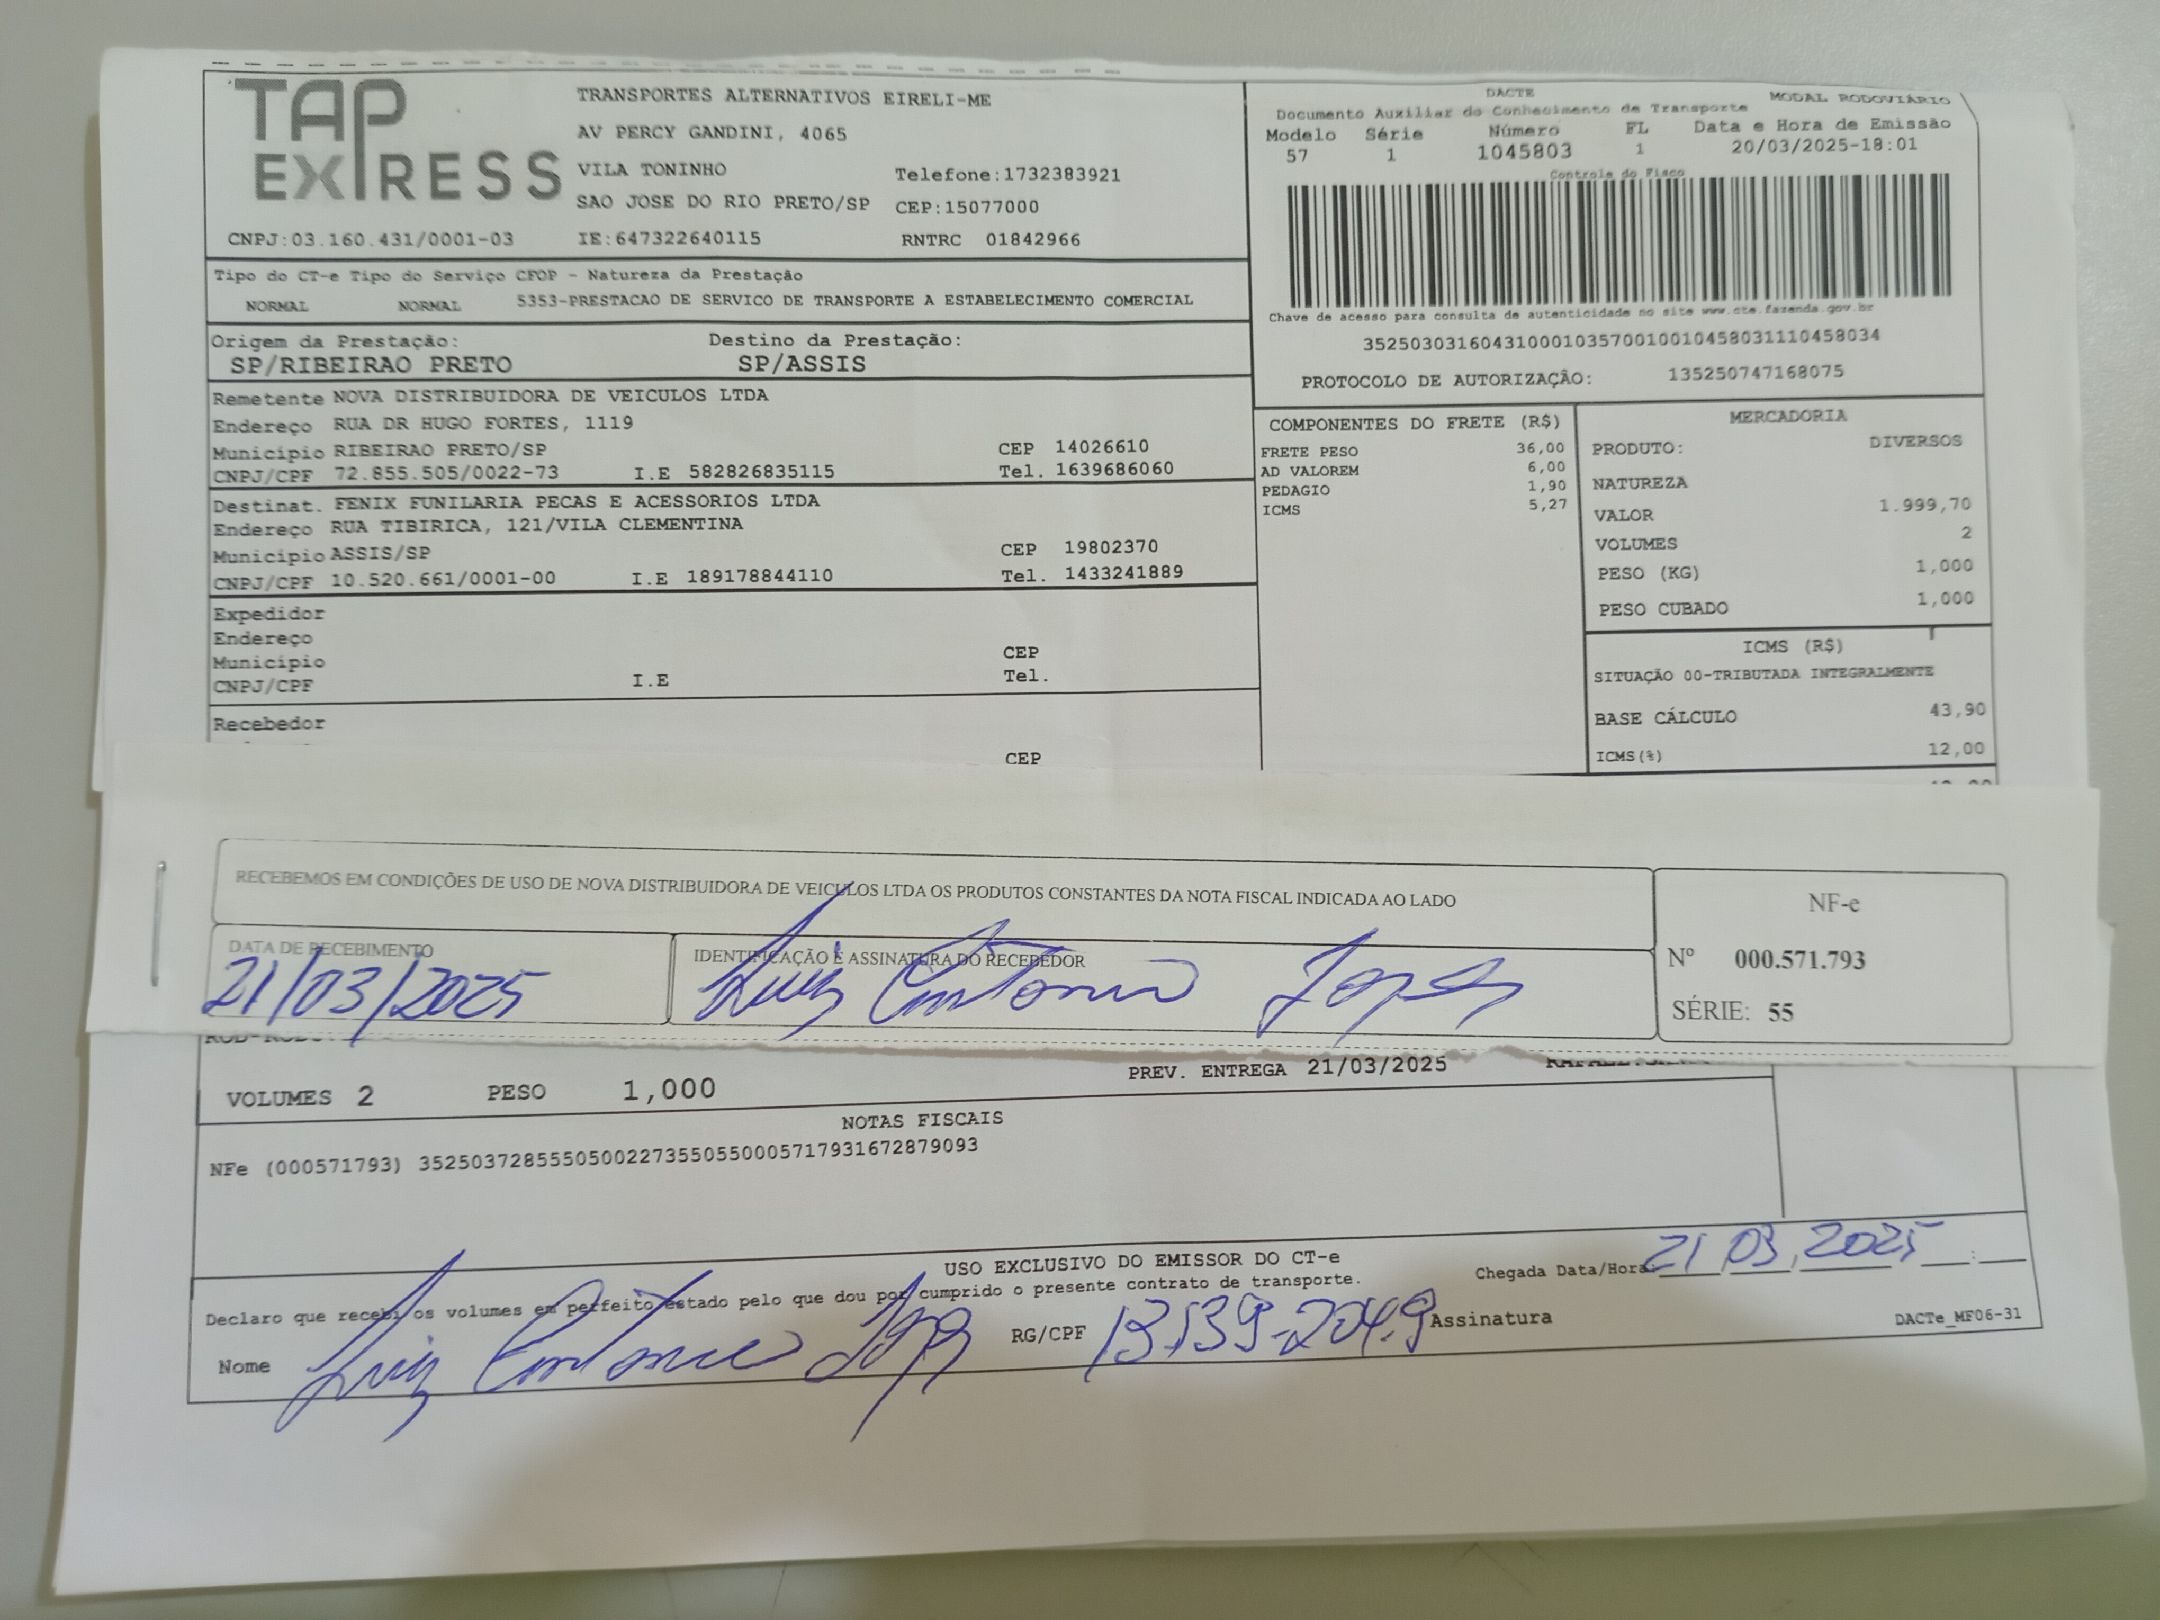 TAP EXPRESS
TRANSPORTES ALTERNATIVOS EIRELI-ME
AV PERCY GANDINI, 4065
VILA TONINHO Telefone:1732383921
SAO JOSE DO RIO PRETO/SP CEP:15077000
CNPJ:03.160.431/0001-03 IE:647322640115 RNTRC 01842966
DACTE MODAL RODOVIÁRIO
Documento Auxiliar do Conhecimento de Transporte
Modelo Série Número FL Data e Hora de Emissão
57 1 1045803 1 20/03/2025-18:01
Controle do Fisco
Chave de acesso para consulta de autenticidade no site www.cte.fazenda.gov.br
35250303160431000103570010010458031110458034
PROTOCOLO DE AUTORIZAÇÃO: 135250747168075
Tipo do CT-e Tipo do Serviço CFOP - Natureza da Prestação
NORMAL NORMAL 5353-PRESTACAO DE SERVICO DE TRANSPORTE A ESTABELECIMENTO COMERCIAL
Origem da Prestação: Destino da Prestação:
SP/RIBEIRAO PRETO SP/ASSIS
Remetente NOVA DISTRIBUIDORA DE VEICULOS LTDA
Endereço RUA DR HUGO FORTES, 1119
Município RIBEIRAO PRETO/SP CEP 14026610
CNPJ/CPF 72.855.505/0022-73 I.E 582826835115 Tel. 1639686060
Destinat. FENIX FUNILARIA PECAS E ACESSORIOS LTDA
Endereço RUA TIBIRICA, 121/VILA CLEMENTINA
Município ASSIS/SP CEP 19802370
CNPJ/CPF 10.520.661/0001-00 I.E 189178844110 Tel. 1433241889
Expedidor
Endereço
Município CEP
CNPJ/CPF I.E Tel.
Recebedor
CEP
COMPONENTES DO FRETE (R$)
FRETE PESO 36,00
AD VALOREM 6,00
PEDAGIO 1,90
ICMS 5,27
MERCADORIA
PRODUTO: DIVERSOS
NATUREZA
VALOR 1.999,70
VOLUMES 2
PESO (KG) 1,000
PESO CUBADO 1,000
ICMS (R$)
SITUAÇÃO 00-TRIBUTADA INTEGRALMENTE
BASE CÁLCULO 43,90
ICMS(%) 12,00
RECEBEMOS EM CONDIÇÕES DE USO DE NOVA DISTRIBUIDORA DE VEICULOS LTDA OS PRODUTOS CONSTANTES DA NOTA FISCAL INDICADA AO LADO
DATA DE RECEBIMENTO IDENTIFICAÇÃO E ASSINATURA DO RECEBEDOR
21/03/2025 Luiz Antonio Lopes
NF-e
Nº 000.571.793
SÉRIE: 55
PREV. ENTREGA 21/03/2025
VOLUMES 2 PESO 1,000
NOTAS FISCAIS
NFe (000571793) 35250372855505002273550550005717931672879093
USO EXCLUSIVO DO EMISSOR DO CT-e
Declaro que recebi os volumes em perfeito estado pelo que dou por cumprido o presente contrato de transporte.
Chegada Data/Hora: 21 03 2025 :
Nome Luiz Antonio Lopes RG/CPF 13139-204.9 Assinatura
DACTe_MF06-31